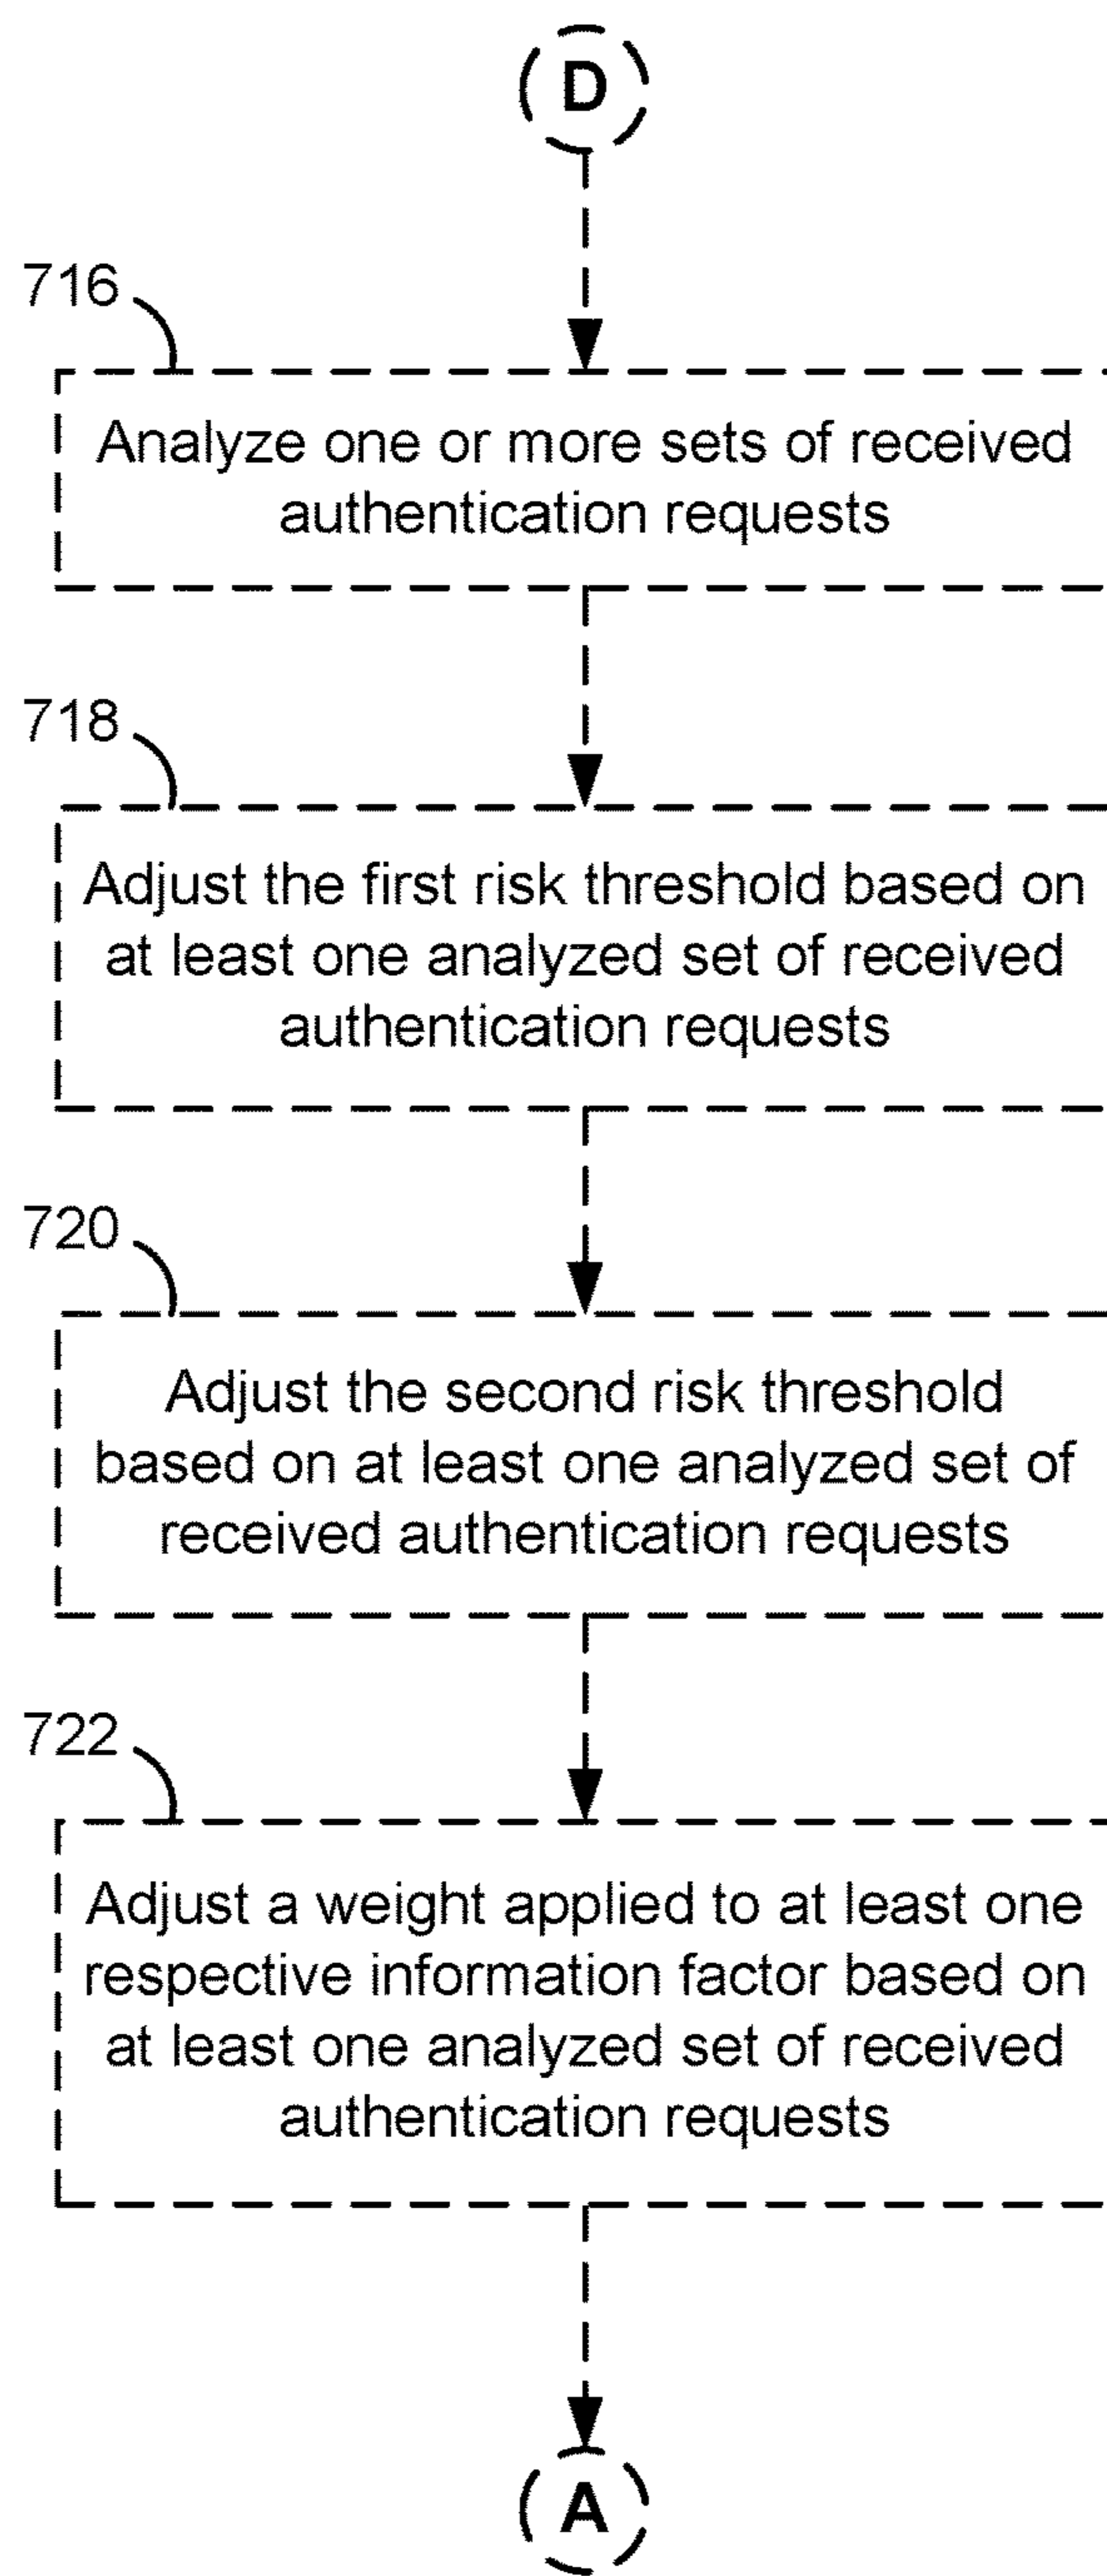 D
716
Analyze one or more sets of received
authentication requests
718
Adjust the first risk threshold based on
at least one analyzed set of received
authentication requests
720
Adjust the second risk threshold
based on at least one analyzed set of
received authentication requests
722
Adjust a weight applied to at least one
respective information factor based on
at least one analyzed set of received
authentication requests
A